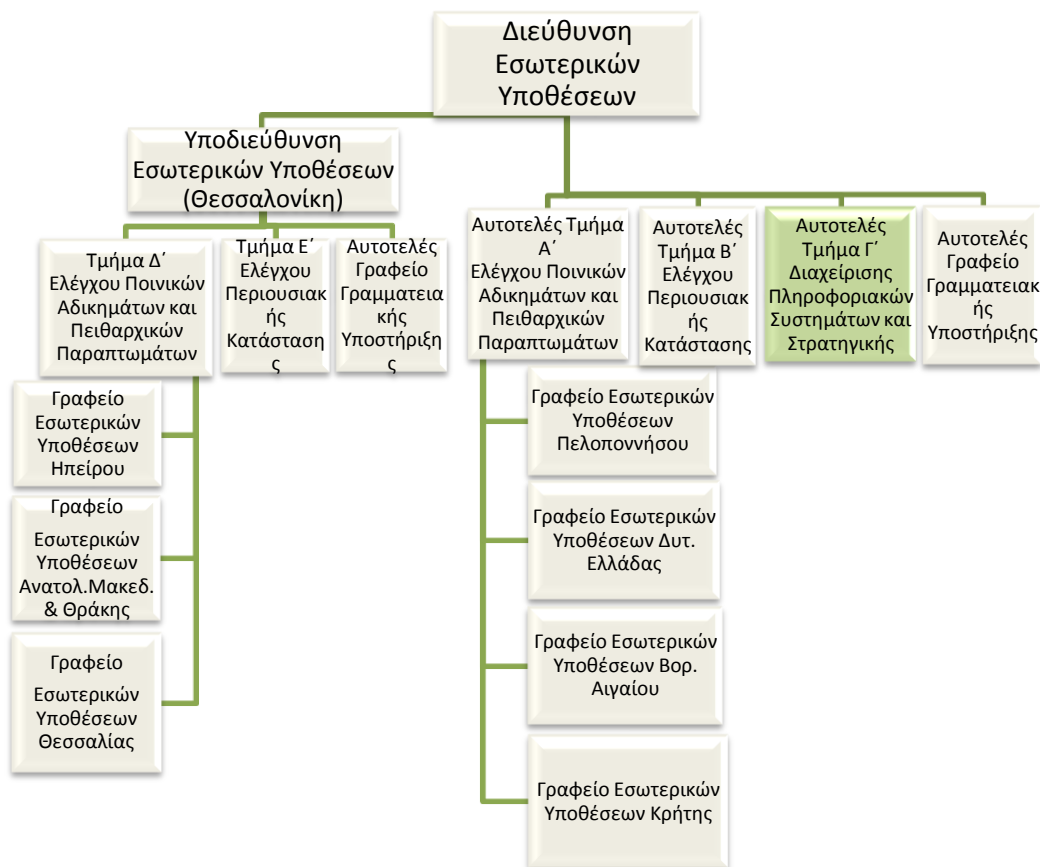 Διεύθυνση
Εσωτερικών
Υποθέσεων
Υποδιεύθυνση
Εσωτερικών Υποθέσεων
(Θεσσαλονίκη)
Τμήμα Δ΄
Ελέγχου Ποινικών
Αδικημάτων και
Πειθαρχικών
Παραπτωμάτων
Τμήμα Ε΄
Ελέγχου
Περιουσιακ
ής
Κατάσταση
ς
Αυτοτελές
Γραφείο
Γραμματεια
κής
Υποστήριξη
ς
Αυτοτελές Τμήμα
Α΄
Ελέγχου Ποινικών
Αδικημάτων και
Πειθαρχικών
Παραπτωμάτων
Αυτοτελές
Τμήμα Β΄
Ελέγχου
Περιουσιακ
ής
Κατάστασης
Αυτοτελές
Τμήμα Γ΄
Διαχείρισης
Πληροφοριακών
Συστημάτων και
Στρατηγικής
Αυτοτελές
Γραφείο
Γραμματειακ
ής
Υποστήριξης
Γραφείο
Εσωτερικών
Υποθέσεων
Ηπείρου
Γραφείο
Εσωτερικών
Υποθέσεων
Ανατολ.Μακεδ.
& Θράκης
Γραφείο
Εσωτερικών
Υποθέσεων
Θεσσαλίας
Γραφείο Εσωτερικών
Υποθέσεων
Πελοποννήσου
Γραφείο Εσωτερικών
Υποθέσεων Δυτ.
Ελλάδας
Γραφείο Εσωτερικών
Υποθέσεων Βορ.
Αιγαίου
Γραφείο Εσωτερικών
Υποθέσεων Κρήτης